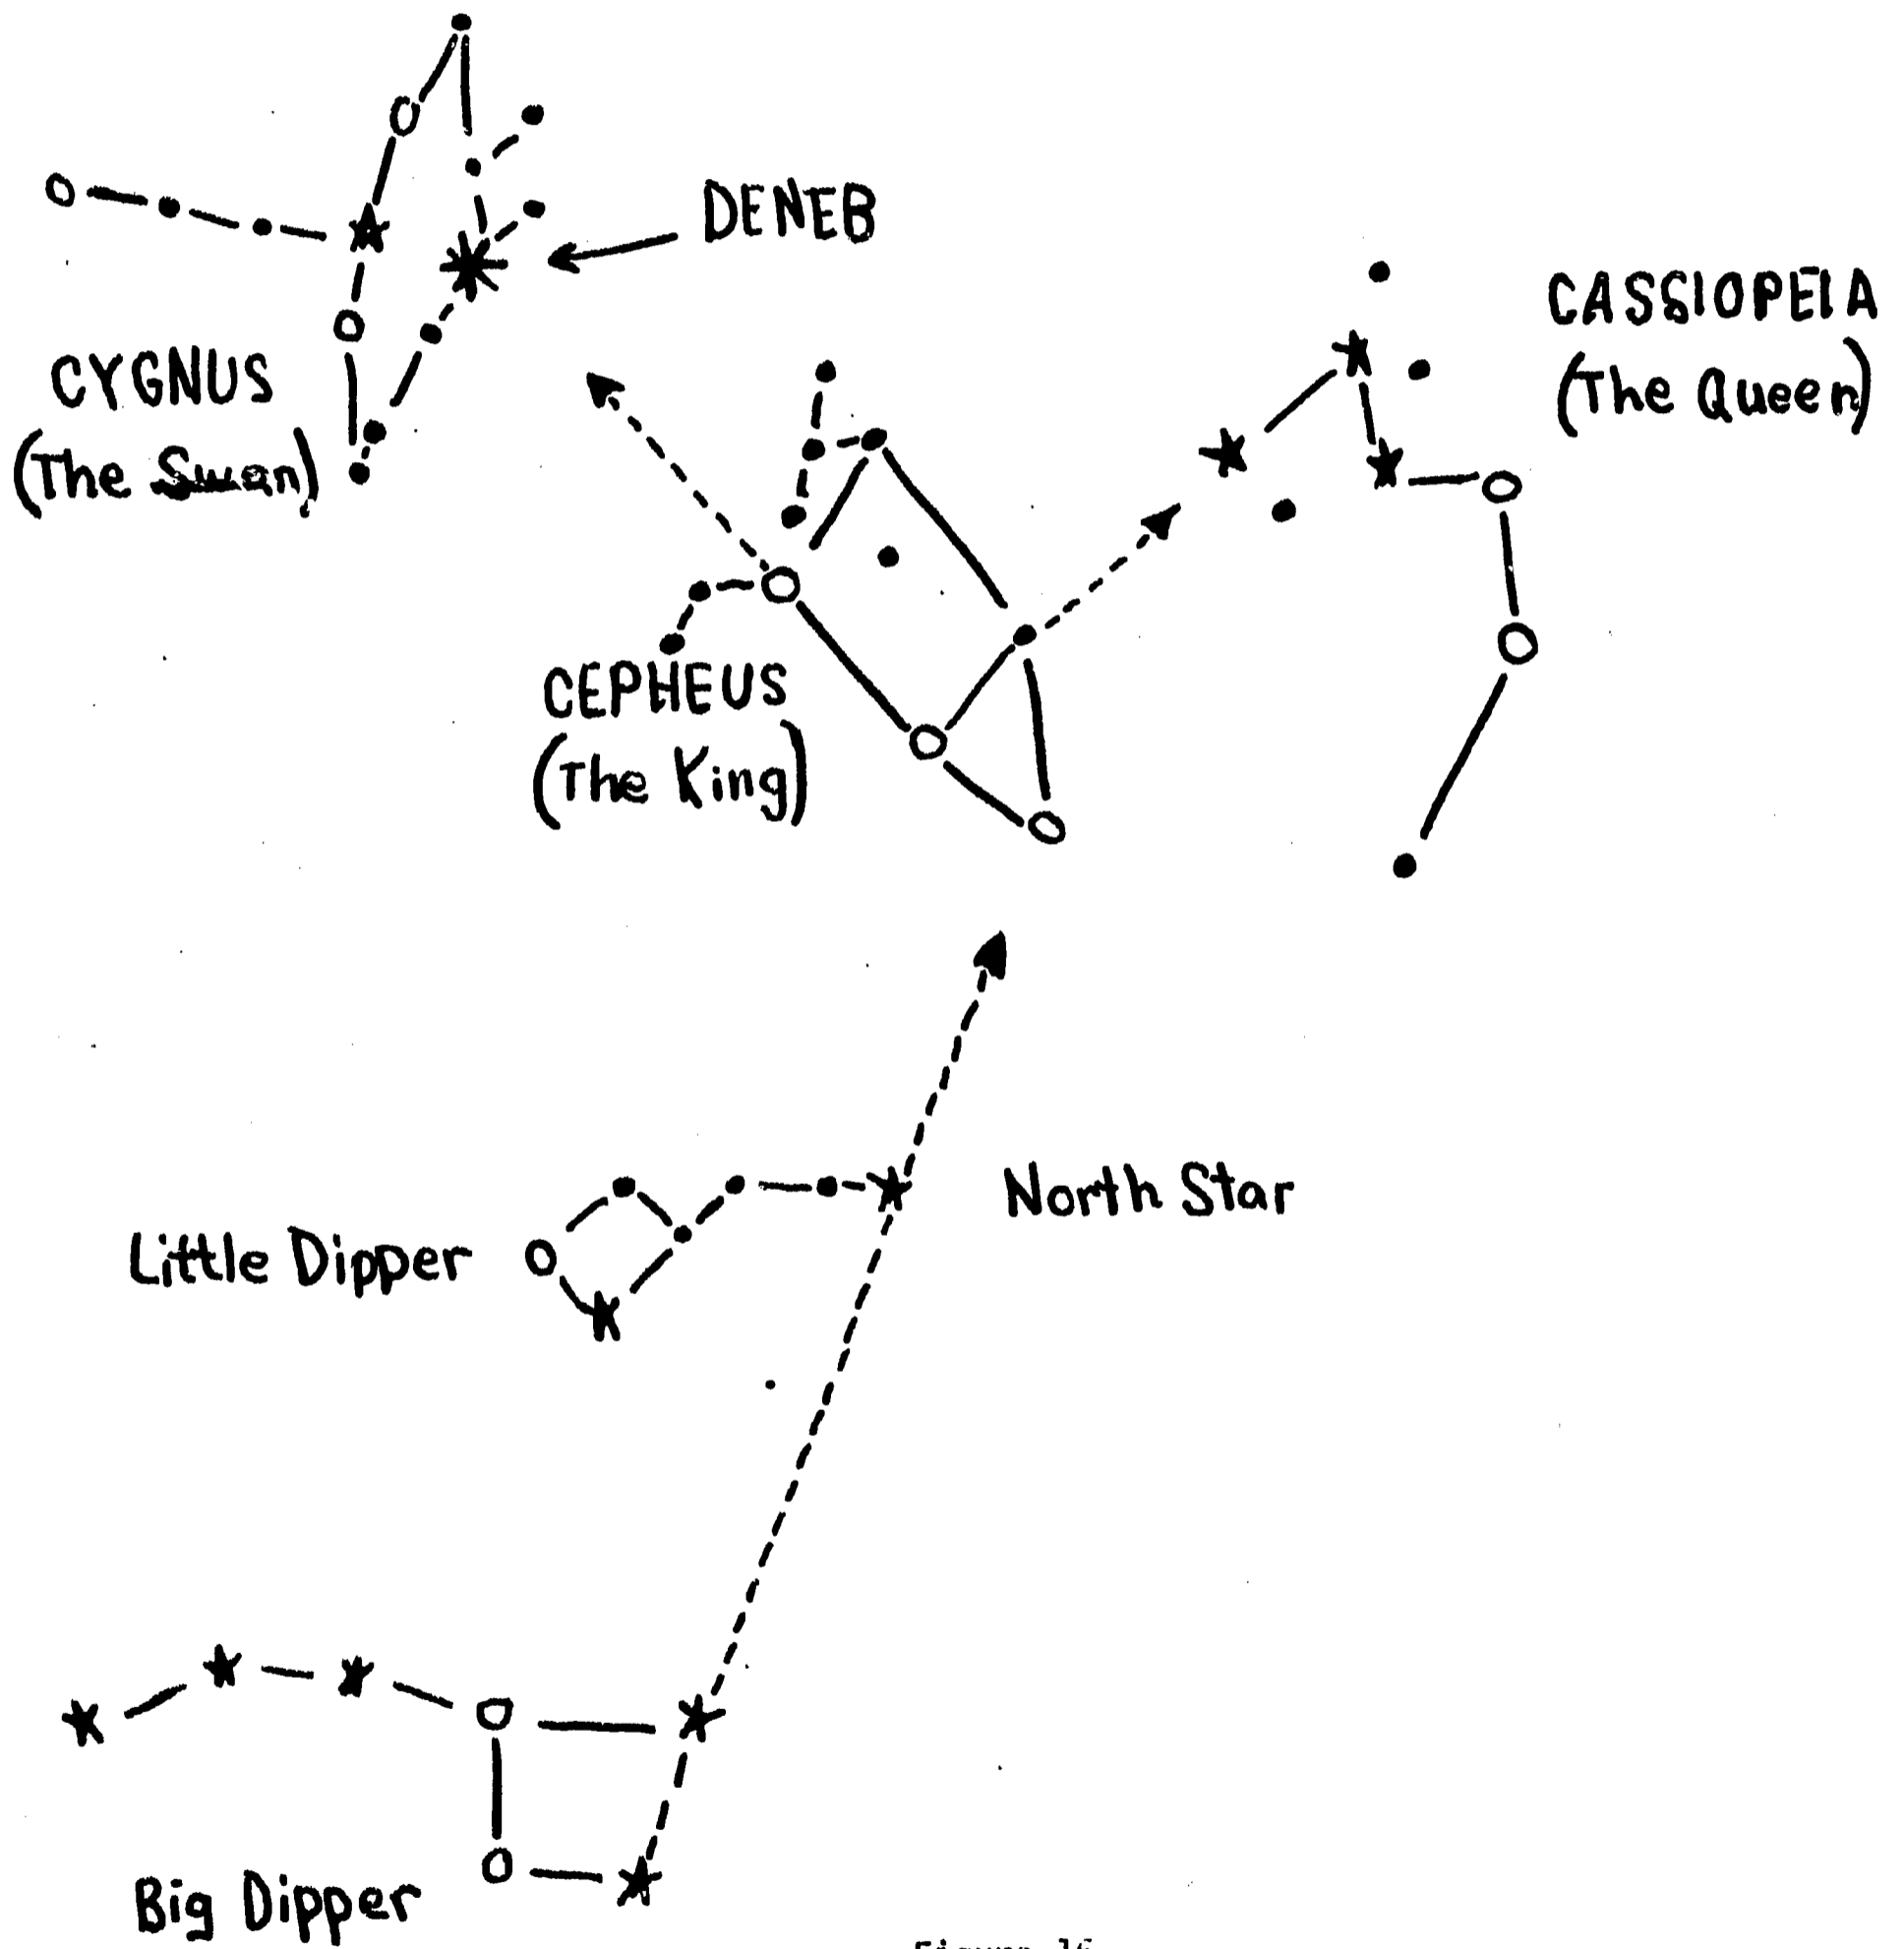 DENEB
CASSIOPEIA
(The Queen)
CYGNUS
(The Swan)
CEPHEUS
(The King)
North Star
Little Dipper
Big Dipper